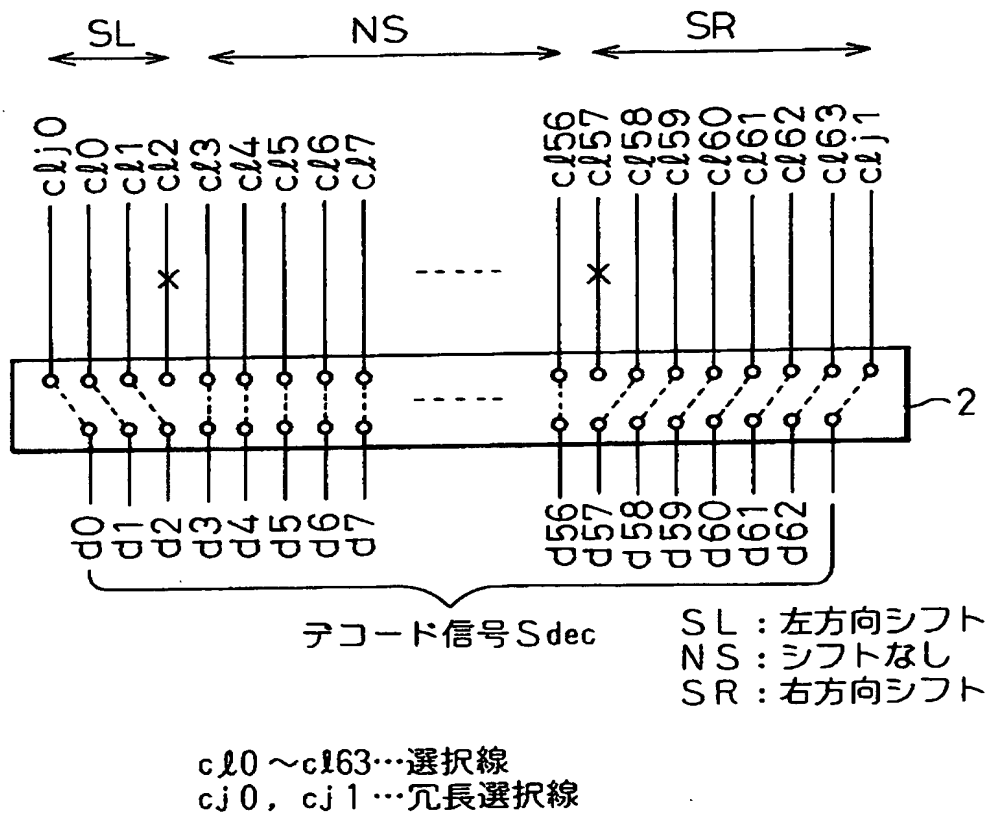 SL NS SR
cℓj0 cℓ0 cℓ1 cℓ2 cℓ3 cℓ4 cℓ5 cℓ6 cℓ7 cℓ56 cℓ57 cℓ58 cℓ59 cℓ60 cℓ61 cℓ62 cℓ63 cℓj1
2
d0 d1 d2 d3 d4 d5 d6 d7 d56 d57 d58 d59 d60 d61 d62
デコード信号Sdec
SL：左方向シフト
NS：シフトなし
SR：右方向シフト
cℓ0～cℓ63…選択線
cj0，cj1…冗長選択線